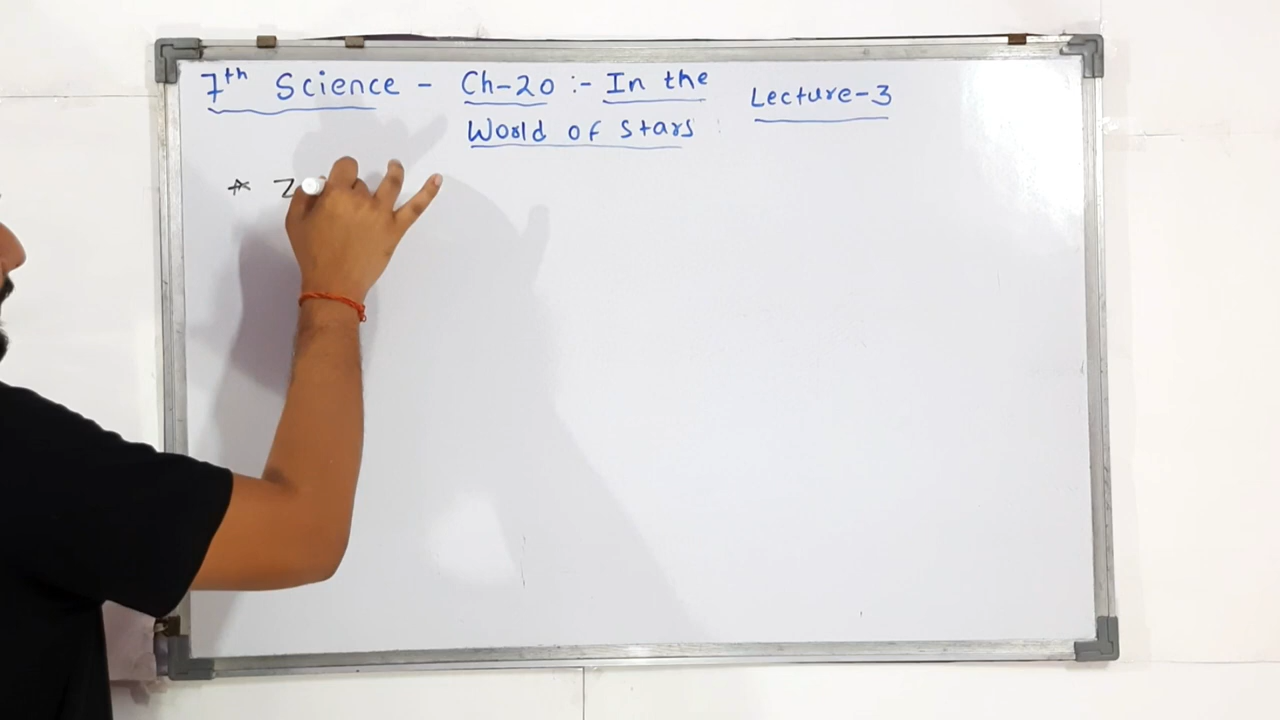 7th Science - Ch-20 :- In the
World of Stars
Lecture-3
* Z